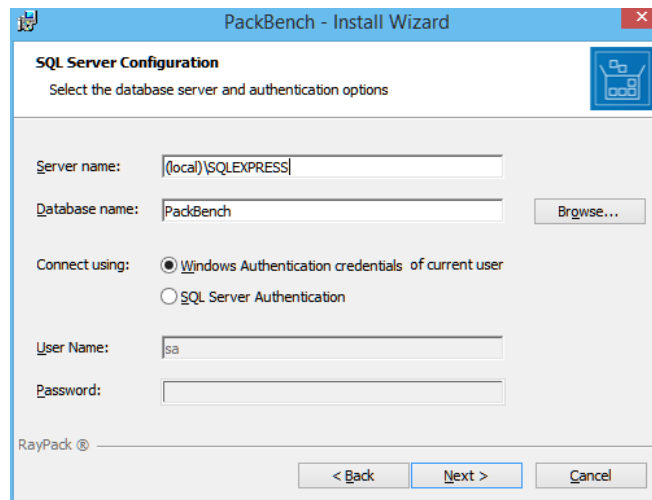 PackBench - Install Wizard
SQL Server Configuration
Select the database server and authentication options
Server name: (local)\SQLEXPRESS
Database name: PackBench Browse...
Connect using: Windows Authentication credentials of current user
SQL Server Authentication
User Name: sa
Password:
RayPack ®
< Back Next > Cancel